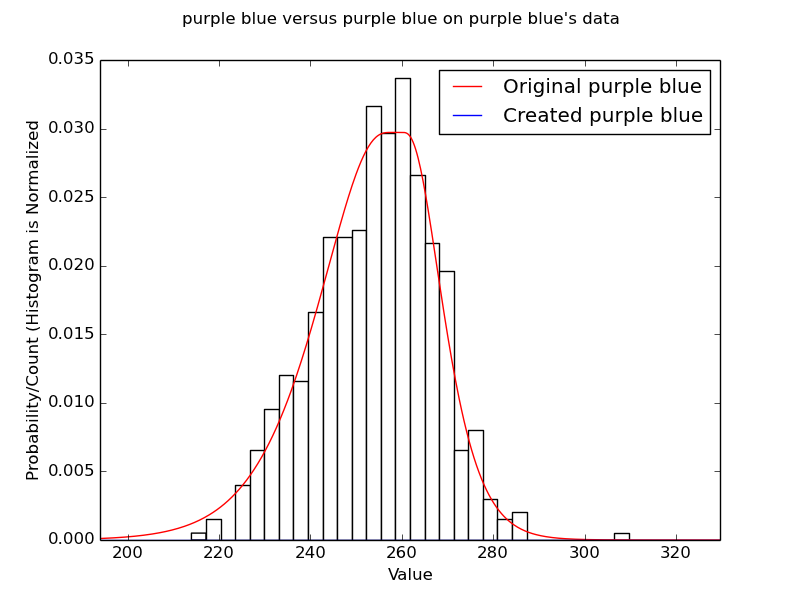 purple blue versus purple blue on purple blue's data
0.035
0.030
0.025
0.020
0.015
0.010
0.005
0.000
Probability/Count (Histogram is Normalized
Original purple blue
Created purple blue
200 220 240 260 280 300 320
Value